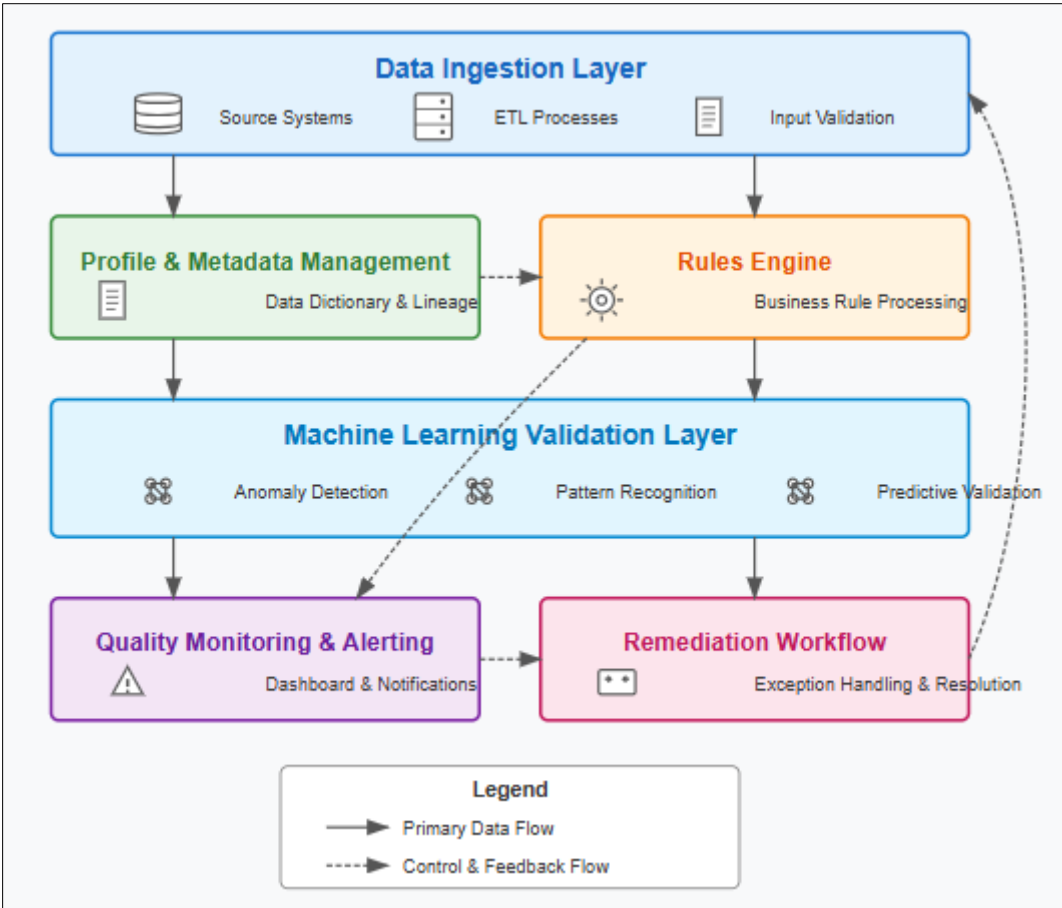 Data Ingestion Layer
Source Systems
ETL Processes
Input Validation
Profile & Metadata Management
Data Dictionary & Lineage
Rules Engine
Business Rule Processing
Machine Learning Validation Layer
Anomaly Detection
Pattern Recognition
Predictive Validation
Quality Monitoring & Alerting
Dashboard & Notifications
Remediation Workflow
Exception Handling & Resolution
Legend
Primary Data Flow
Control & Feedback Flow